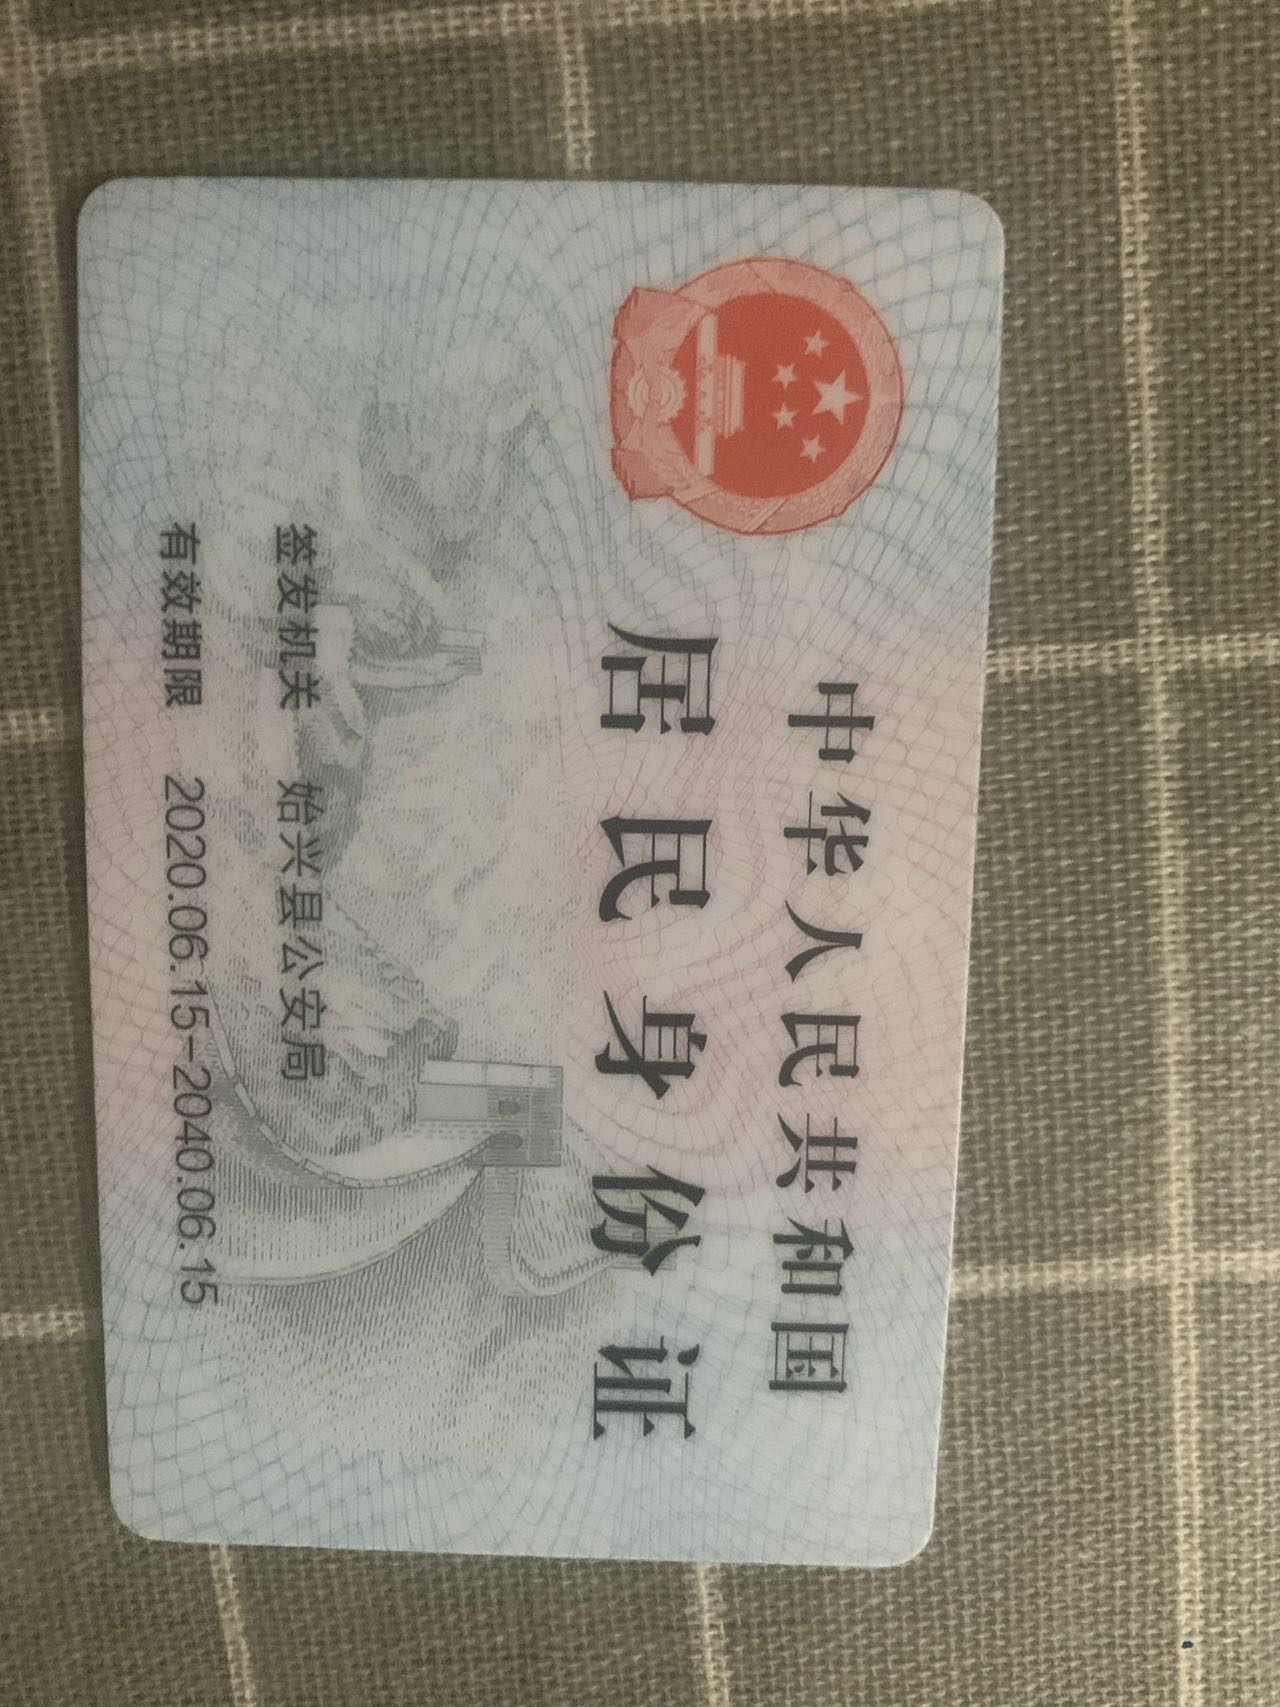 中华人民共和国
居民身份证
签发机关 始兴县公安局
有效期限 2020.06.15-2040.06.15